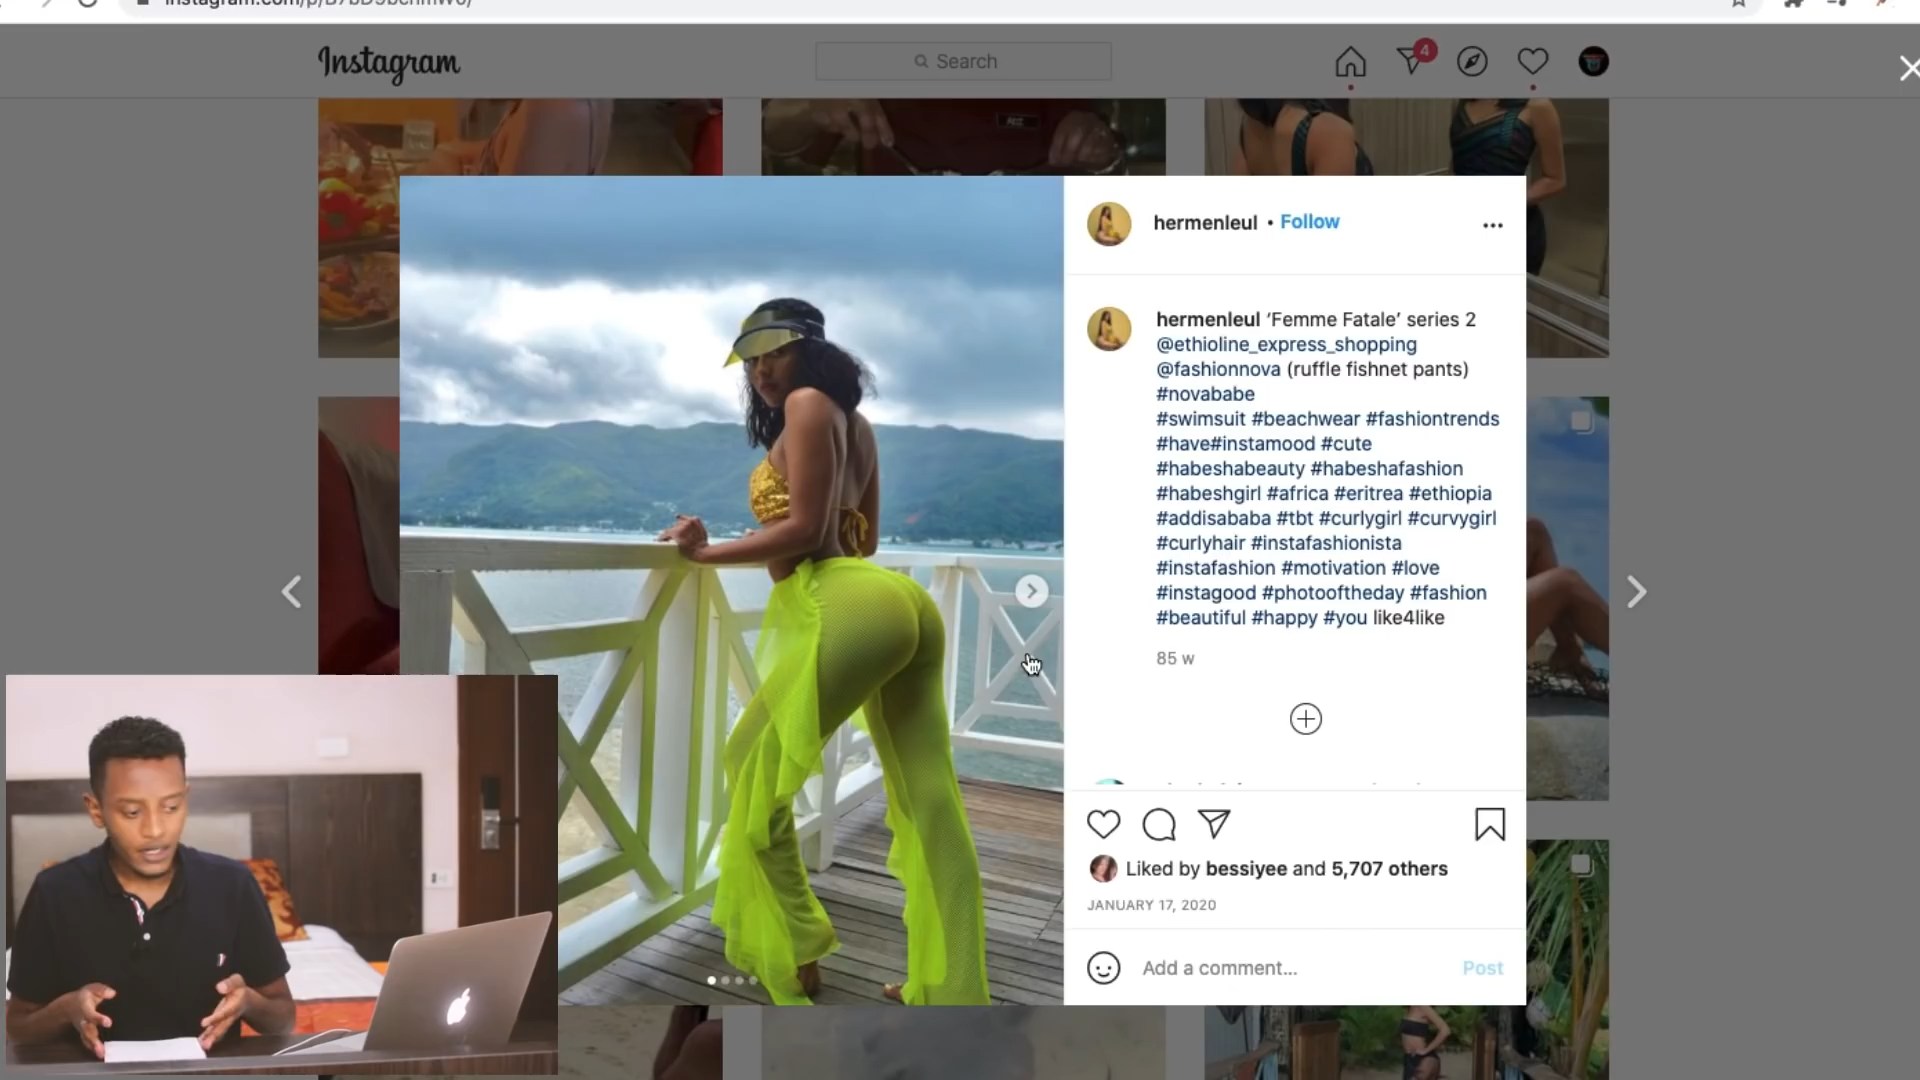 Instagram
Search
4
hermenleul • Follow
hermenleul ‘Femme Fatale’ series 2
@ethioline_express_shopping
@fashionnova (ruffle fishnet pants)
#novababe
#swimsuit #beachwear #fashiontrends
#have#instamood #cute
#habeshabeauty #habeshafashion
#habeshgirl #africa #eritrea #ethiopia
#addisababa #tbt #curlygirl #curvygirl
#curlyhair #instafashionista
#instafashion #motivation #love
#instagood #photooftheday #fashion
#beautiful #happy #you like4like
85 w
Liked by bessiyee and 5,707 others
JANUARY 17, 2020
Add a comment...
Post